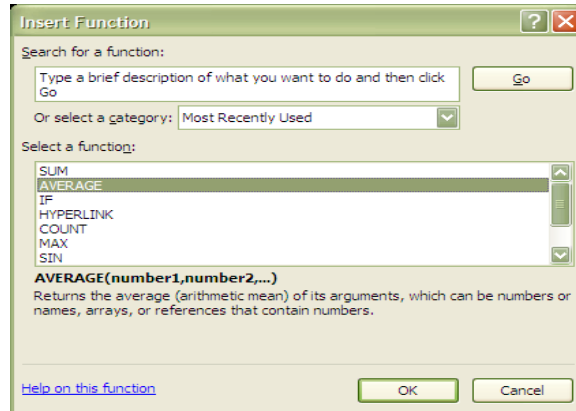 Insert Function
Search for a function:
Type a brief description of what you want to do and then click
Go
Go
Or select a category: Most Recently Used
Select a function:
SUM
AVERAGE
IF
HYPERLINK
COUNT
MAX
SIN
AVERAGE(number1,number2,...)
Returns the average (arithmetic mean) of its arguments, which can be numbers or
names, arrays, or references that contain numbers.
Help on this function
OK
Cancel